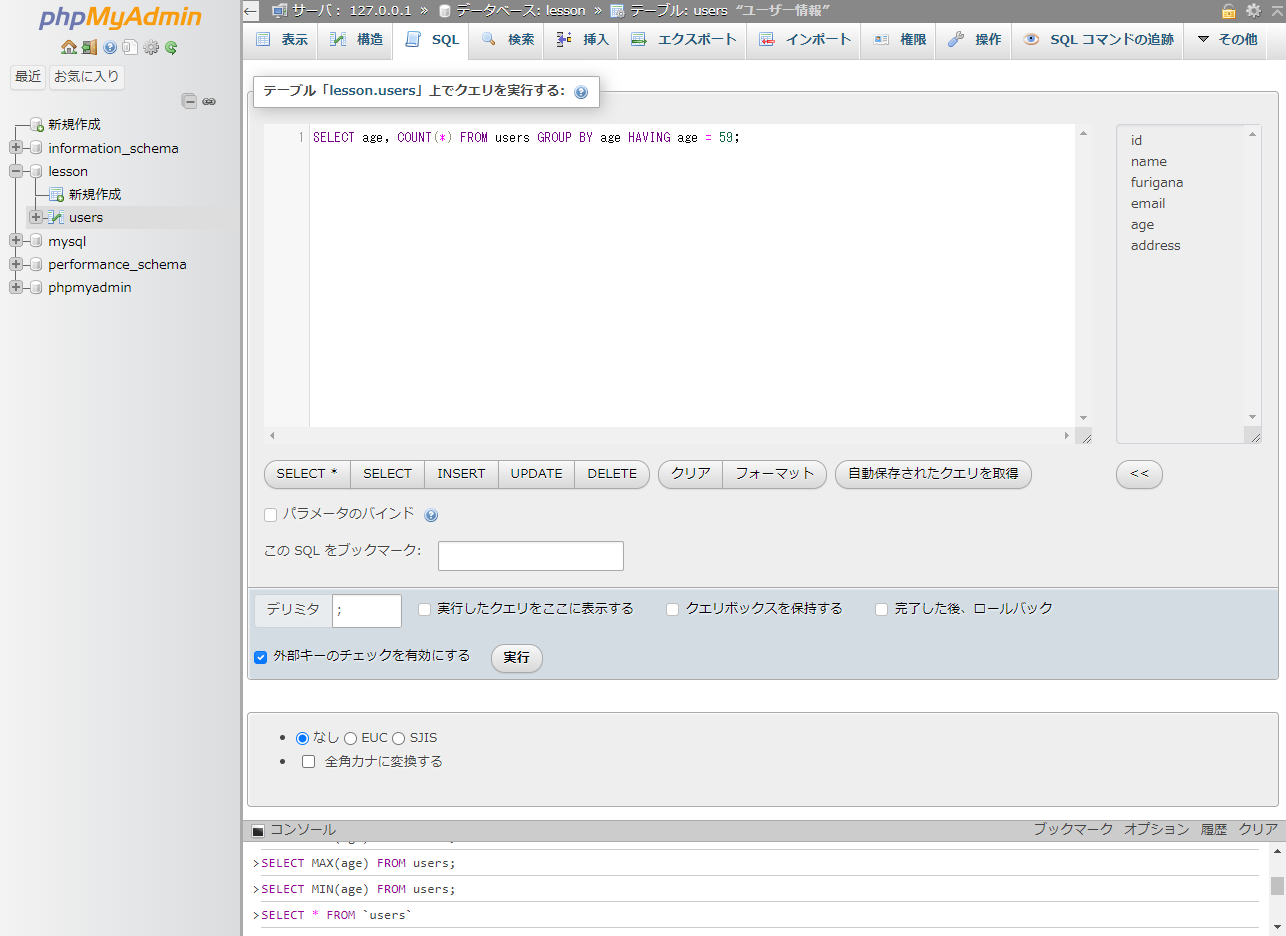 phpMyAdmin
最近 お気に入り
新規作成
information_schema
lesson
新規作成
users
mysql
performance_schema
phpmyadmin
サーバ: 127.0.0.1 » データベース: lesson » テーブル: users “ユーザー情報”
表示 構造 SQL 検索 挿入 エクスポート インポート 権限 操作 SQL コマンドの追跡 その他
テーブル「lesson.users」上でクエリを実行する:
1 SELECT age, COUNT(*) FROM users GROUP BY age HAVING age = 59;
id
name
furigana
email
age
address
SELECT * SELECT INSERT UPDATE DELETE クリア フォーマット 自動保存されたクエリを取得 <<
パラメータのバインド
この SQL をブックマーク:
デリミタ ; 実行したクエリをここに表示する クエリボックスを保持する 完了した後、ロールバック
外部キーのチェックを有効にする 実行
なし EUC SJIS
全角カナに変換する
コンソール ブックマーク オプション 履歴 クリア
>SELECT MAX(age) FROM users;
>SELECT MIN(age) FROM users;
>SELECT * FROM `users`